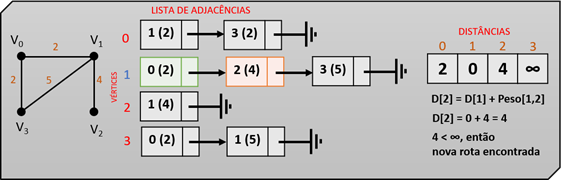 LISTA DE ADJACÊNCIAS
V0
2
V1
2
5
4
V3
V2
VÉRTICES
0
1 (2)
3 (2)
1
0 (2)
2 (4)
3 (5)
2
1 (4)
3
0 (2)
1 (5)
DISTÂNCIAS
0 1 2 3
2 0 4 ∞
D[2] = D[1] + Peso[1,2]
D[2] = 0 + 4 = 4
4 < ∞, então
nova rota encontrada